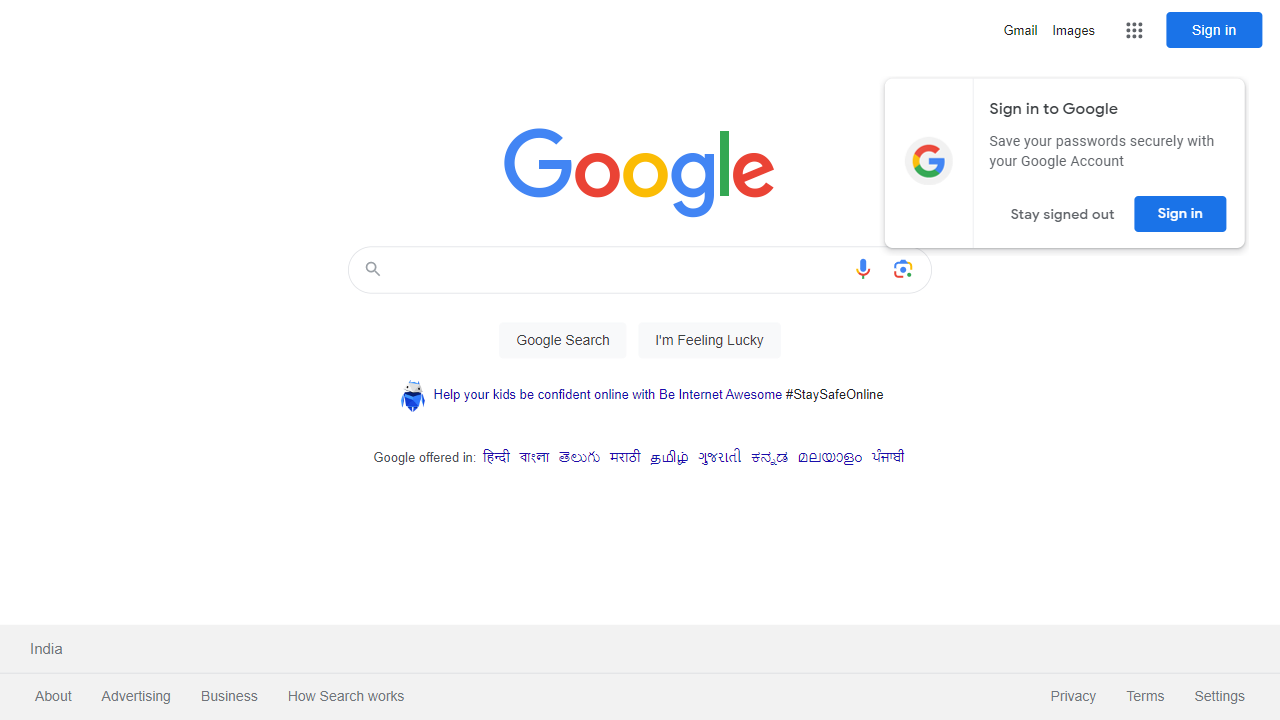 Gmail Images Sign in
Sign in to Google
Save your passwords securely with
your Google Account
Stay signed out Sign in
Google
Google Search I'm Feeling Lucky
Help your kids be confident online with Be Internet Awesome #StaySafeOnline
Google offered in: हिन्दी বাংলা తెలుగు मराठी தமிழ் ગુજરાતી ಕನ್ನಡ മലയാളം ਪੰਜਾਬੀ
India
About Advertising Business How Search works Privacy Terms Settings